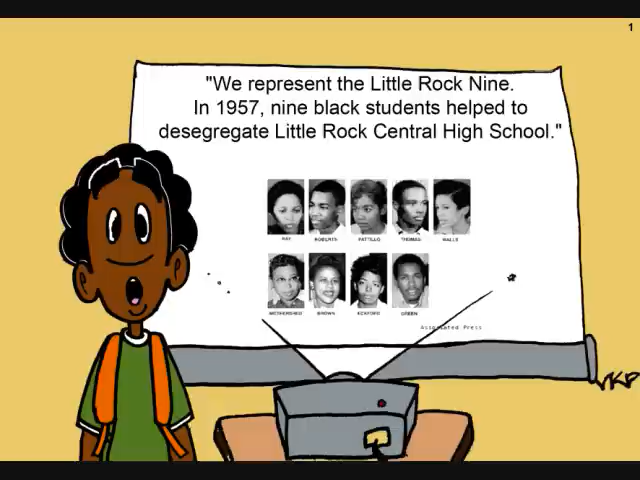 1
"We represent the Little Rock Nine.
In 1957, nine black students helped to
desegregate Little Rock Central High School."
RAY ROBERTS PATTILLO THOMAS WALLS
MOTHERSHED BROWN ECKFORD GREEN
Associated Press